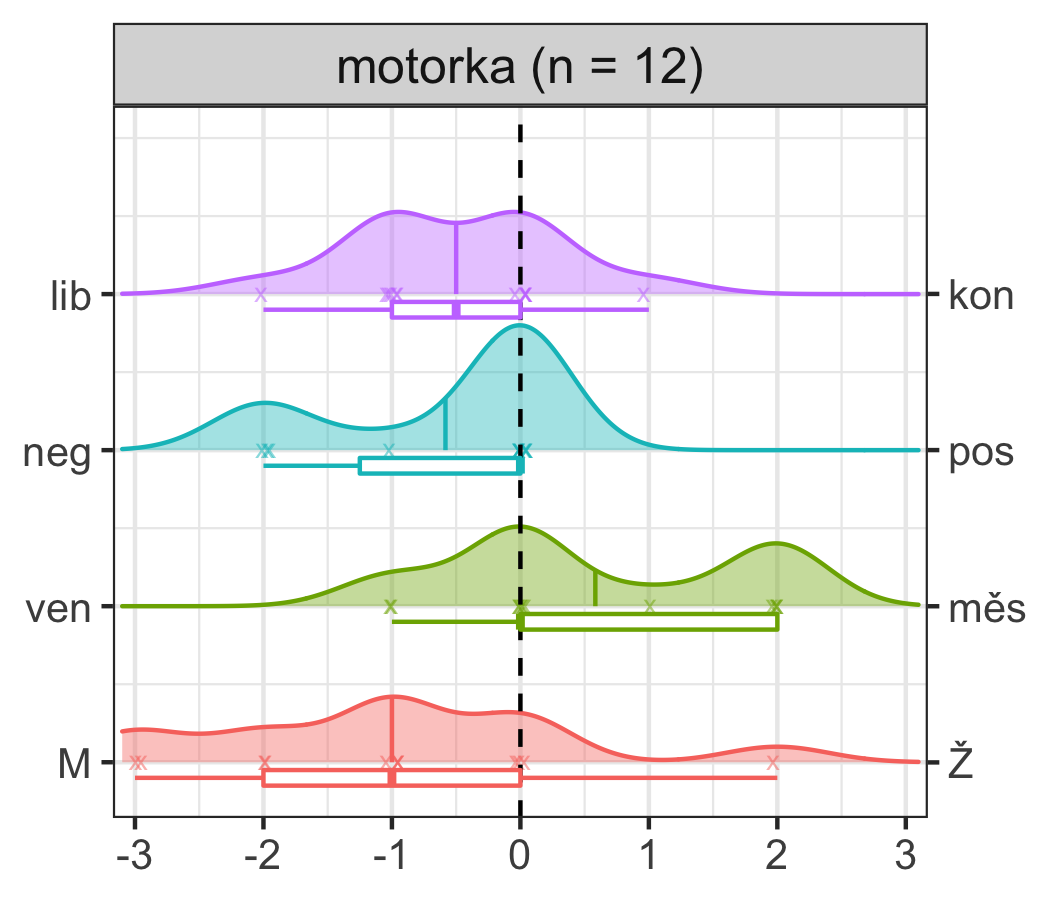 motorka (n = 12)
lib kon
neg pos
ven měs
M Ž
-3 -2 -1 0 1 2 3